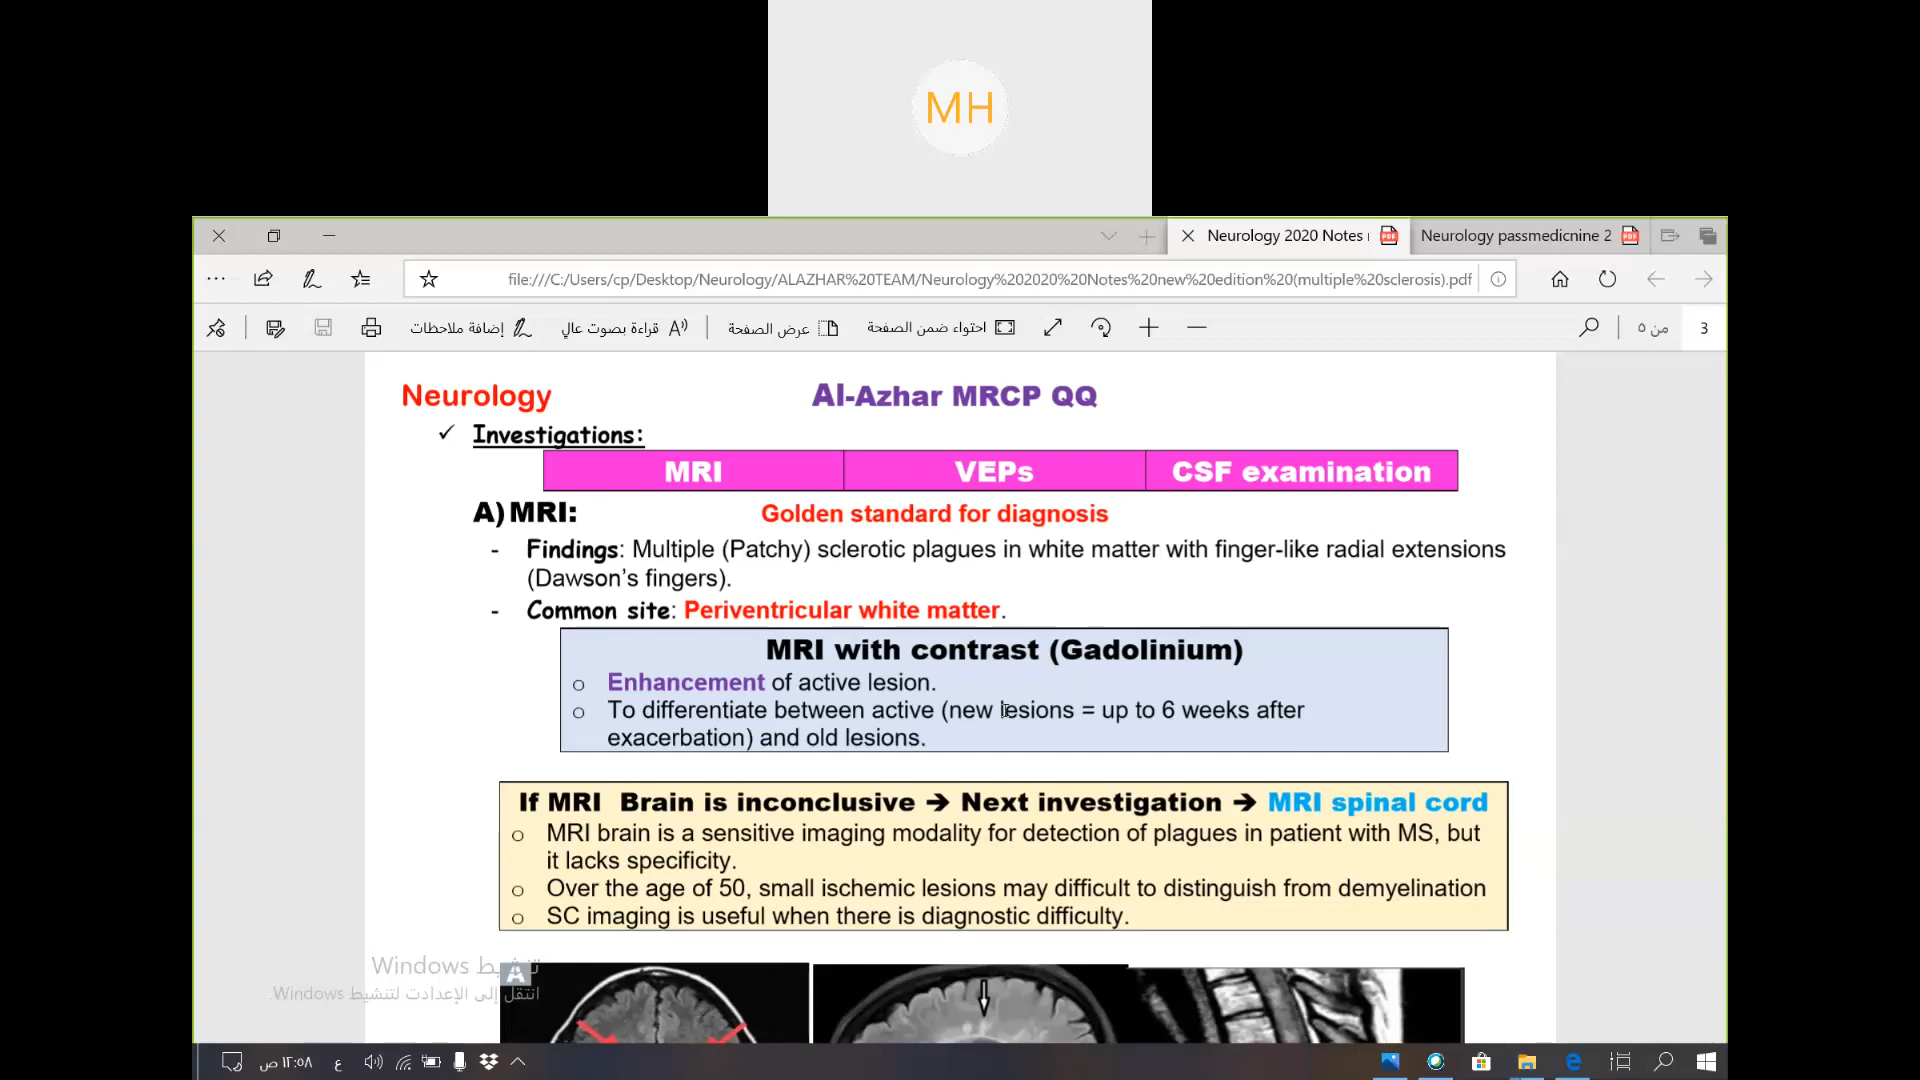 MH
Neurology 2020 Notes
Neurology passmedicnine 2
file:///C:/Users/cp/Desktop/Neurology/ALAZHAR%20TEAM/Neurology%202020%20Notes%20new%20edition%20(multiple%20sclerosis).pdf
إضافة ملاحظات
قراءة بصوت عالٍ
عرض الصفحة
احتواء ضمن الصفحة
من ٥
3
Neurology
Al-Azhar MRCP QQ
✓ Investigations:
MRI VEPs CSF examination
A) MRI: Golden standard for diagnosis
- Findings: Multiple (Patchy) sclerotic plagues in white matter with finger-like radial extensions
(Dawson's fingers).
- Common site: Periventricular white matter.
MRI with contrast (Gadolinium)
o Enhancement of active lesion.
o To differentiate between active (new lesions = up to 6 weeks after
exacerbation) and old lesions.
If MRI Brain is inconclusive → Next investigation → MRI spinal cord
o MRI brain is a sensitive imaging modality for detection of plagues in patient with MS, but
it lacks specificity.
o Over the age of 50, small ischemic lesions may difficult to distinguish from demyelination
o SC imaging is useful when there is diagnostic difficulty.
A
تنشيط Windows
انتقل إلى الإعدادت لتنشيط Windows.
ع
١٢:٥٨ ص